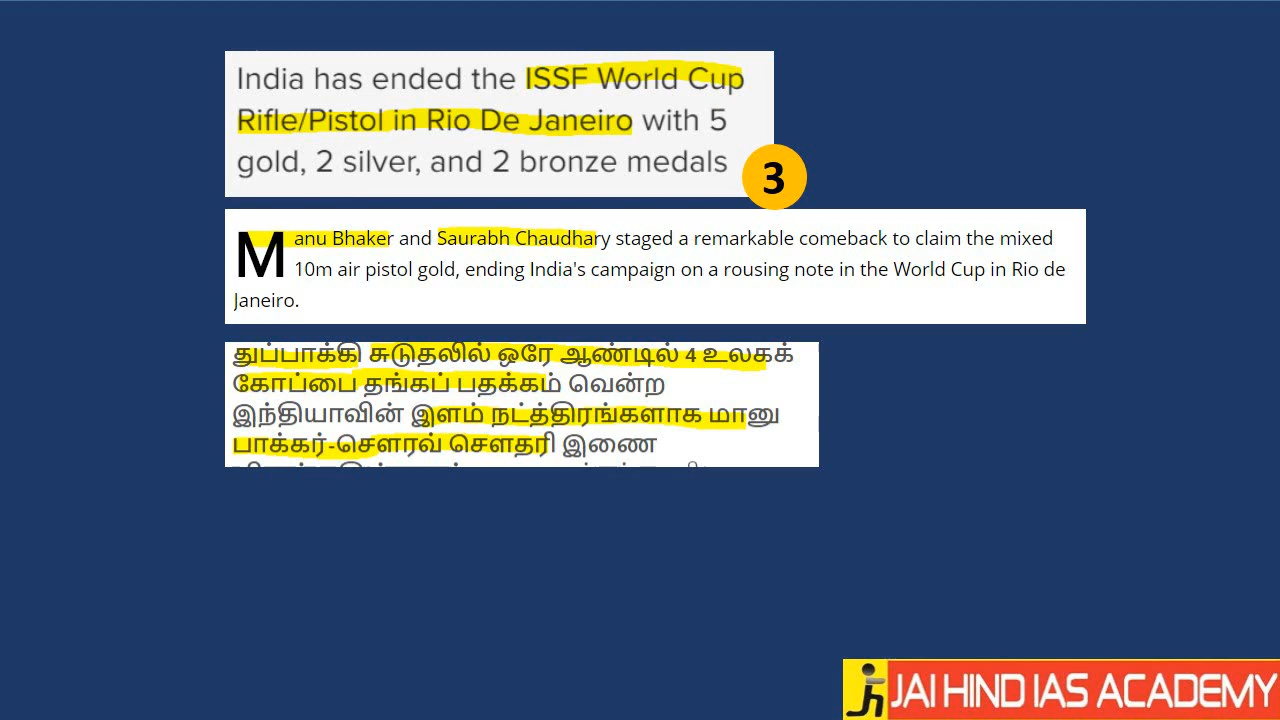 India has ended the ISSF World Cup
Rifle/Pistol in Rio De Janeiro with 5
gold, 2 silver, and 2 bronze medals
3
Manu Bhaker and Saurabh Chaudhary staged a remarkable comeback to claim the mixed
10m air pistol gold, ending India's campaign on a rousing note in the World Cup in Rio de
Janeiro.
துப்பாக்கி சுடுதலில் ஒரே ஆண்டில் 4 உலகக்
கோப்பை தங்கப் பதக்கம் வென்ற
இந்தியாவின் இளம் நட்த்திரங்களாக மானு
பாக்கர்-சௌரவ் சௌதரி இணை
JAI HIND IAS ACADEMY